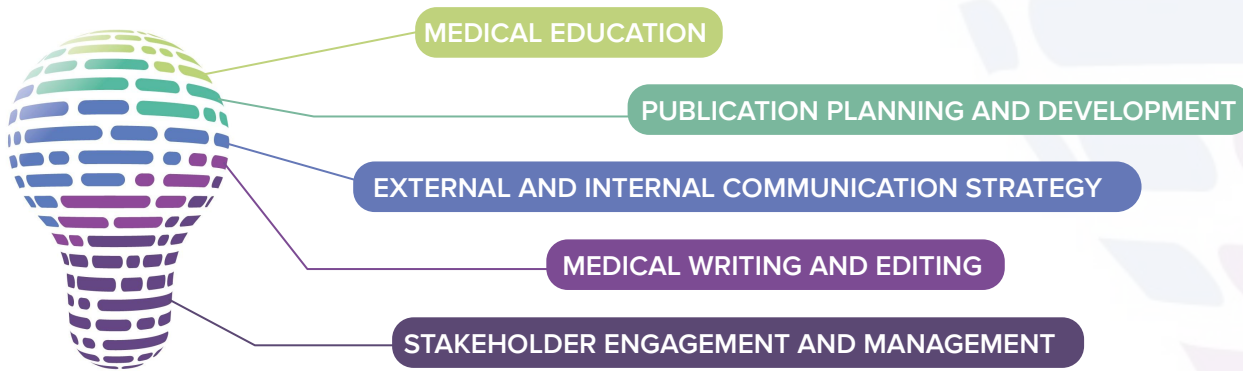 MEDICAL EDUCATION
PUBLICATION PLANNING AND DEVELOPMENT
EXTERNAL AND INTERNAL COMMUNICATION STRATEGY
MEDICAL WRITING AND EDITING
STAKEHOLDER ENGAGEMENT AND MANAGEMENT